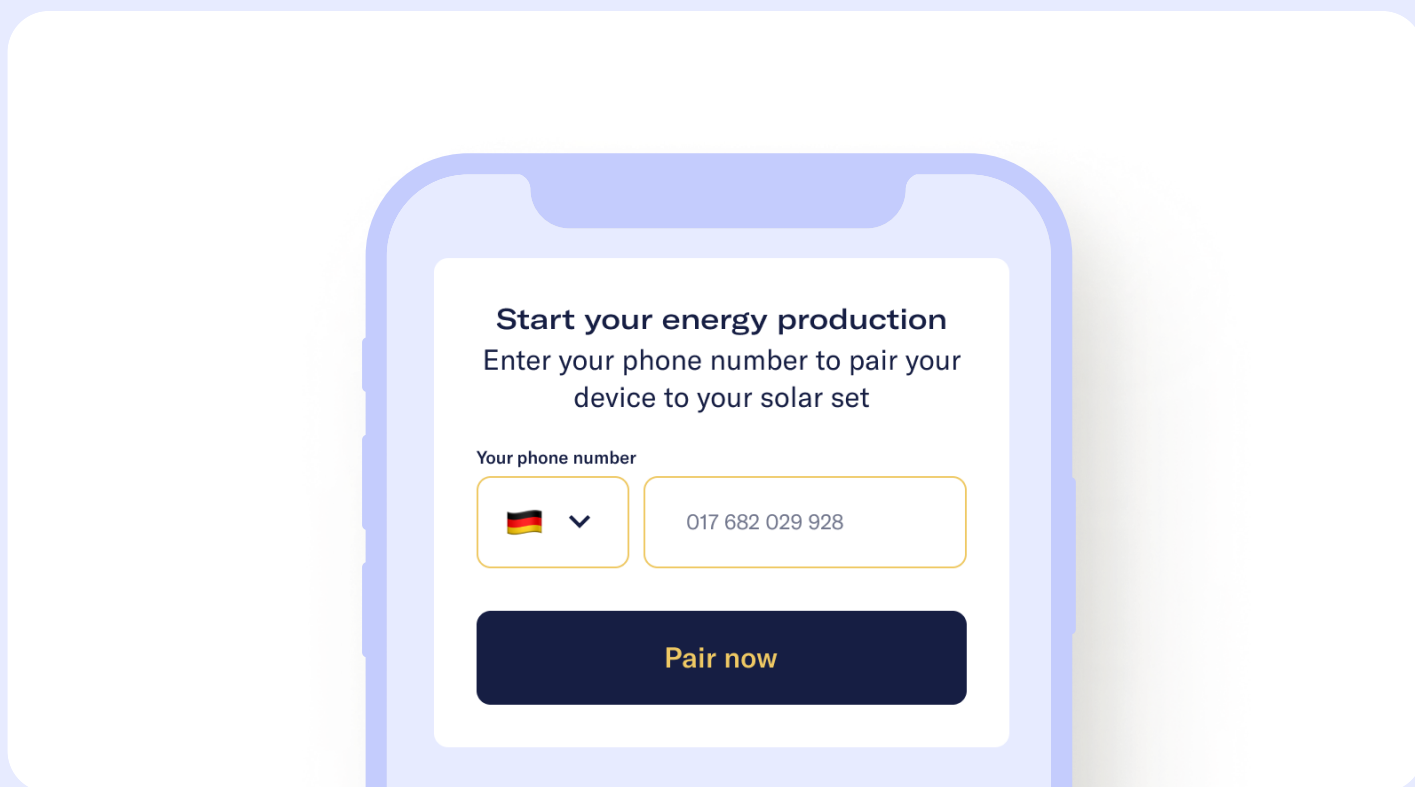 Start your energy production
Enter your phone number to pair your
device to your solar set
Your phone number
017 682 029 928
Pair now